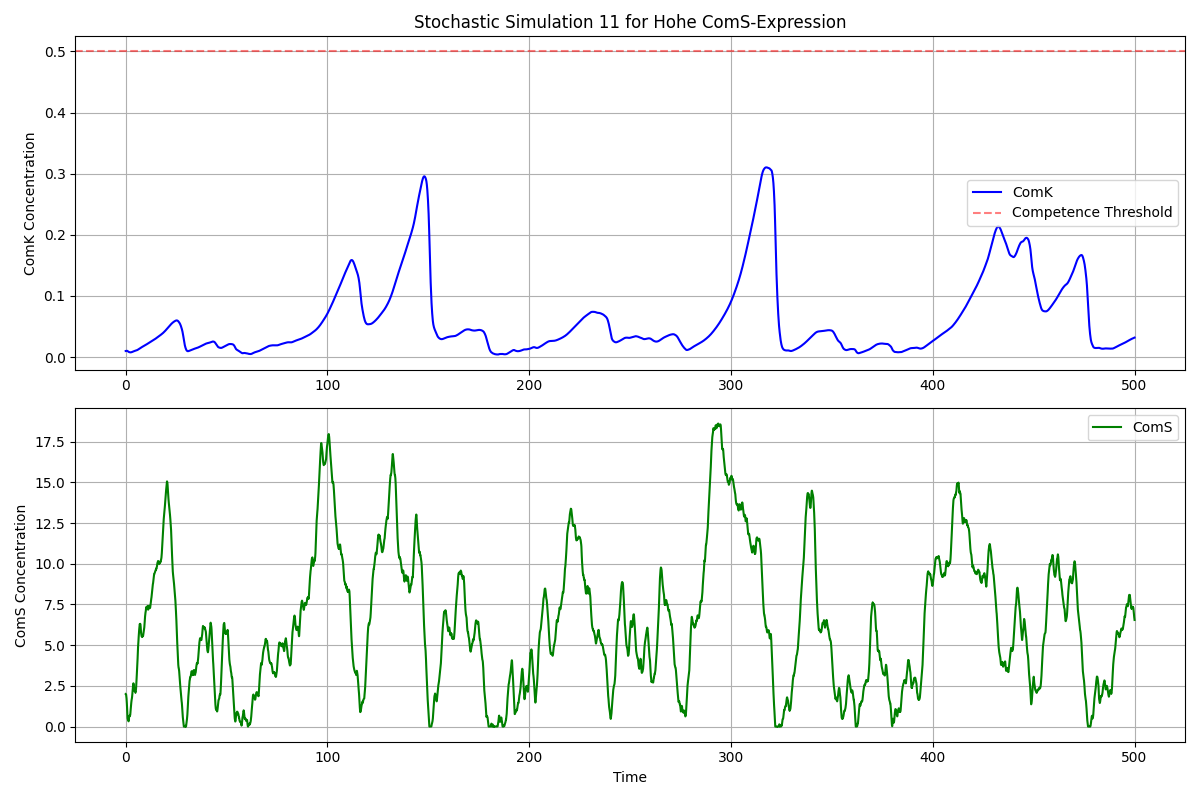 Stochastic Simulation 11 for Hohe ComS-Expression
ComK Concentration
0.5
0.4
0.3
0.2
0.1
0.0
ComK
Competence Threshold
0 100 200 300 400 500
ComS Concentration
17.5
15.0
12.5
10.0
7.5
5.0
2.5
0.0
ComS
0 100 200 300 400 500
Time